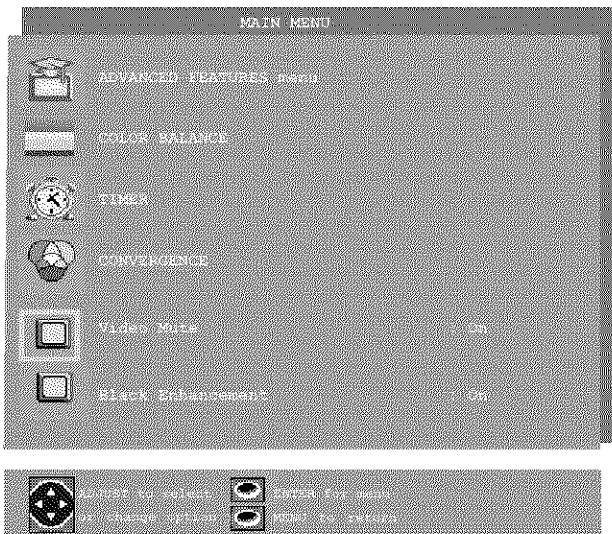 MAIN MENU
ADVANCED FEATURES menu
COLOR BALANCE
TIMER
CONVERGENCE
Video Mute : On
Black Enhancement : On
ADJUST to select ENTER for menu
or change option MENU to return